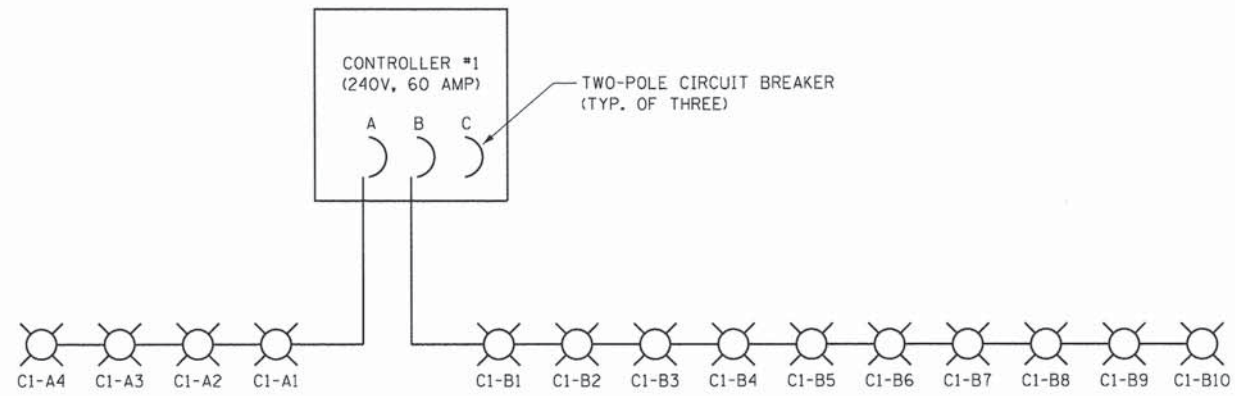 CONTROLLER "1
(240V, 60 AMP)
A B C
TWO-POLE CIRCUIT BREAKER
(TYP. OF THREE)
C1-A4 C1-A3 C1-A2 C1-A1 C1-B1 C1-B2 C1-B3 C1-B4 C1-B5 C1-B6 C1-B7 C1-B8 C1-B9 C1-B10